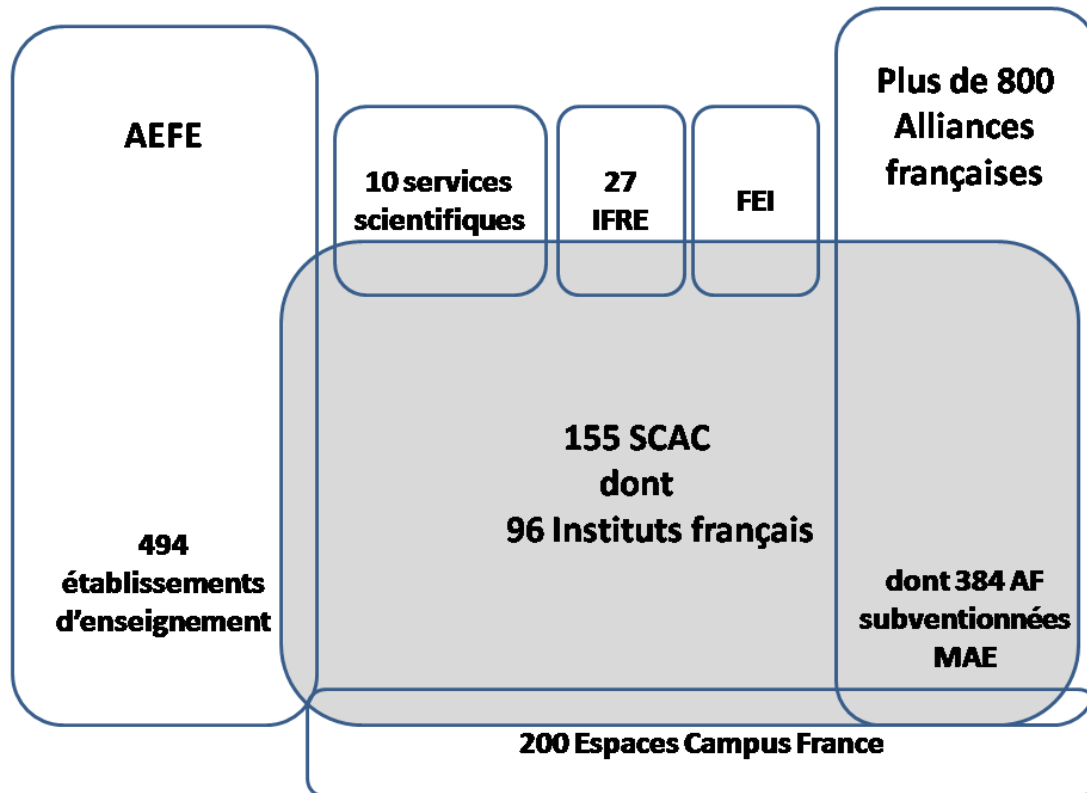 AEFE
494
établissements
d'enseignement
10 services
scientifiques
27
IFRE
FEI
Plus de 800
Alliances
françaises
155 SCAC
dont
96 Instituts français
dont 384 AF
subventionnées
MAE
200 Espaces Campus France